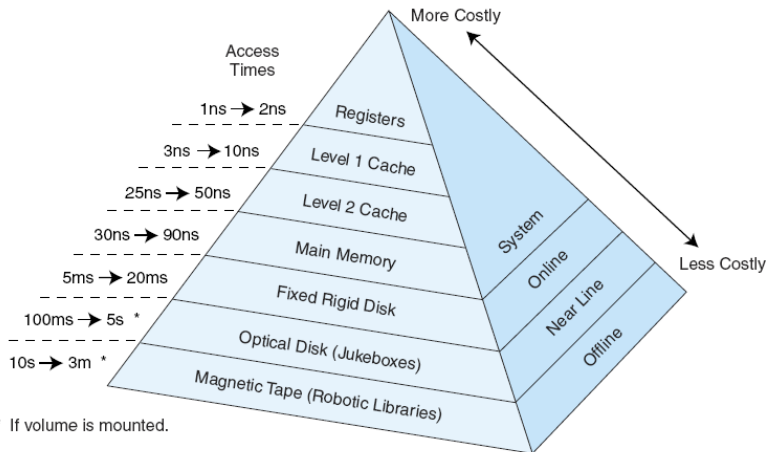 More Costly
Access
Times
1ns → 2ns
Registers
3ns → 10ns
Level 1 Cache
25ns → 50ns
Level 2 Cache
System
30ns → 90ns
Main Memory
Online
Less Costly
5ms → 20ms
Fixed Rigid Disk
Near Line
100ms → 5s *
Optical Disk (Jukeboxes)
Offline
10s → 3m *
Magnetic Tape (Robotic Libraries)
If volume is mounted.